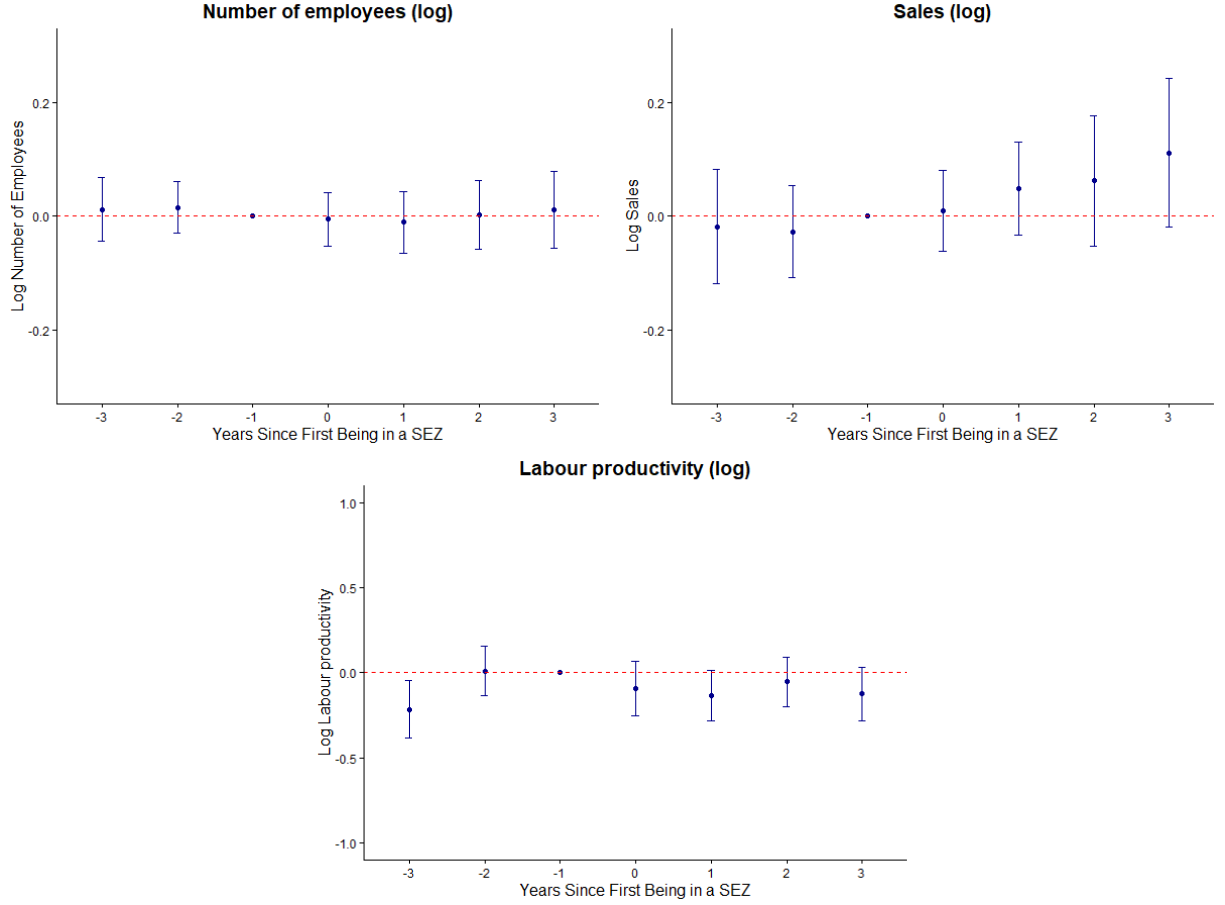 Number of employees (log)
Log Number of Employees
0.2
0.0
-0.2
-3 -2 -1 0 1 2 3
Years Since First Being in a SEZ
Sales (log)
Log Sales
0.2
0.0
-0.2
-3 -2 -1 0 1 2 3
Years Since First Being in a SEZ
Labour productivity (log)
Log Labour productivity
1.0
0.5
0.0
-0.5
-1.0
-3 -2 -1 0 1 2 3
Years Since First Being in a SEZ